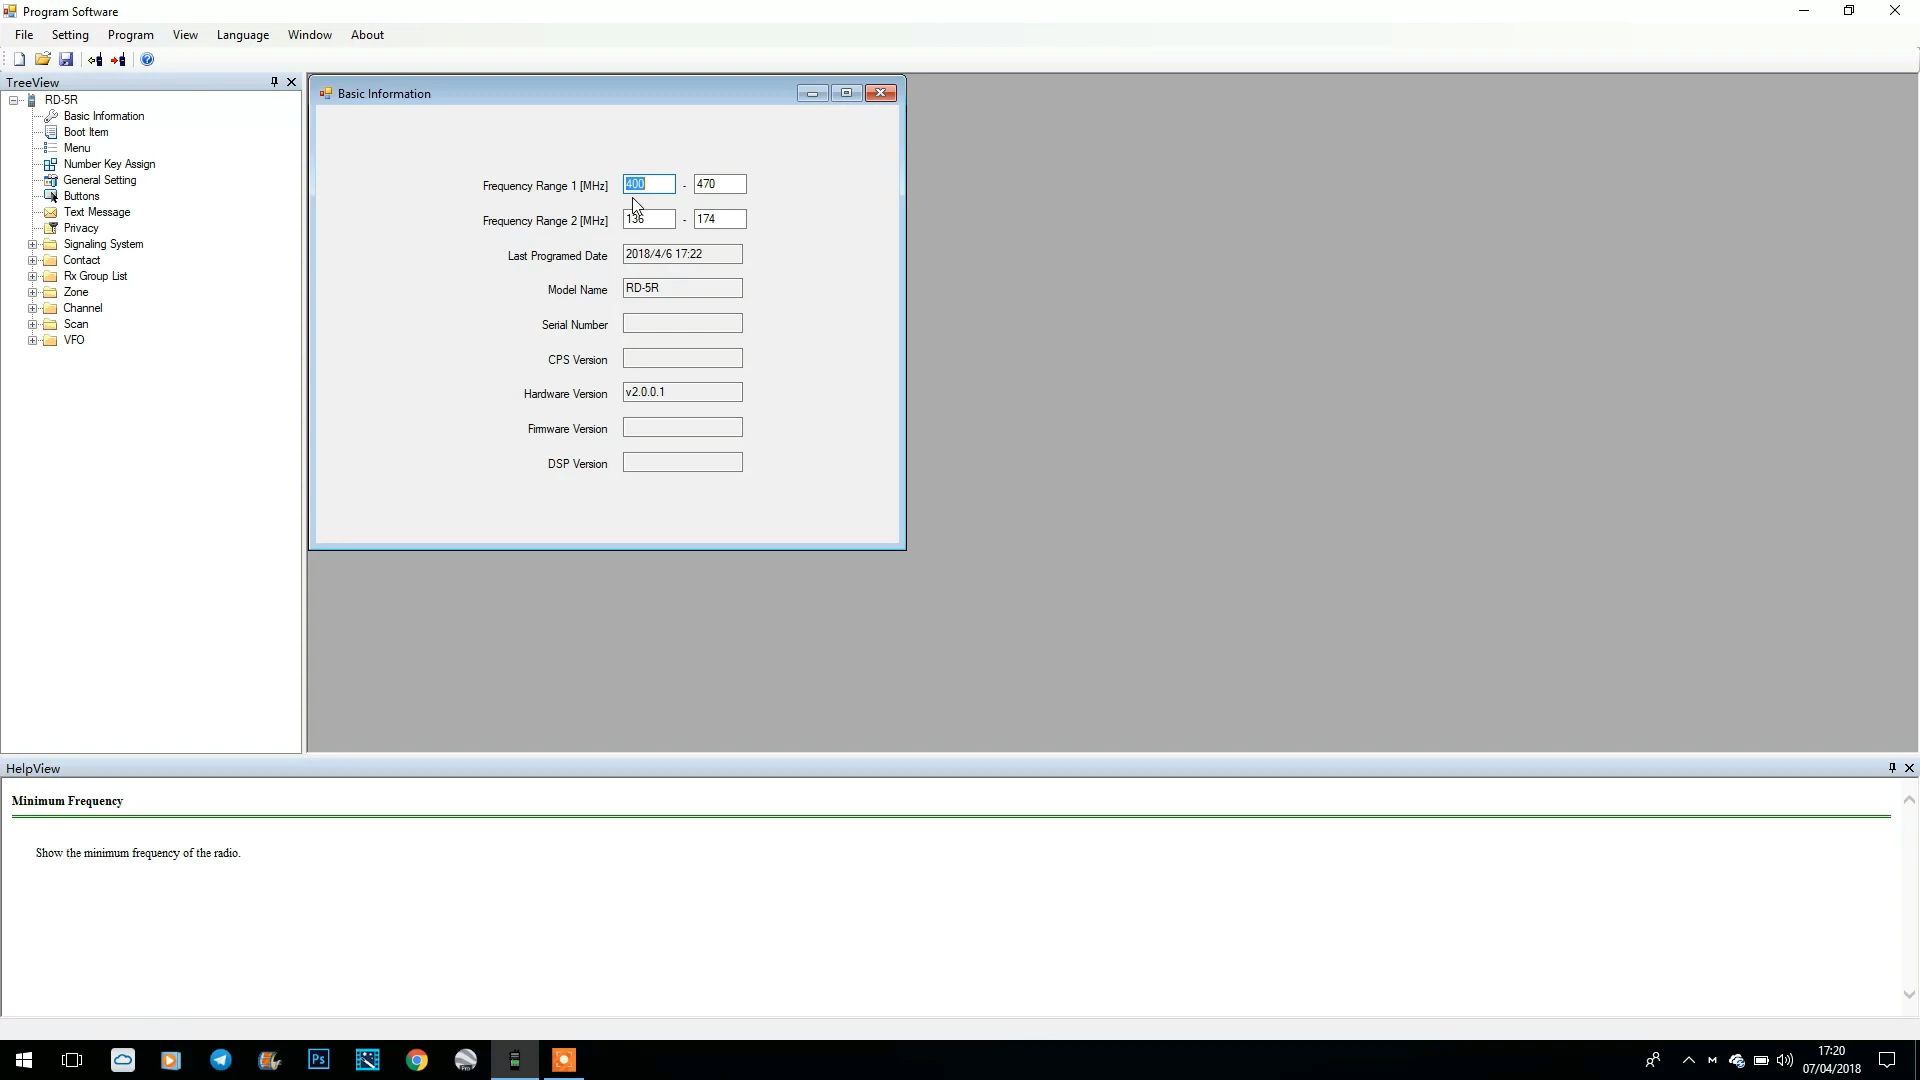 Program Software
File Setting Program View Language Window About
TreeView
RD-5R
Basic Information
Boot Item
Menu
Number Key Assign
General Setting
Buttons
Text Message
Privacy
Signaling System
Contact
Rx Group List
Zone
Channel
Scan
VFO
Basic Information
Frequency Range 1 [MHz] 400 - 470
Frequency Range 2 [MHz] 136 - 174
Last Programed Date 2018/4/6 17:22
Model Name RD-5R
Serial Number
CPS Version
Hardware Version v2.0.0.1
Firmware Version
DSP Version
HelpView
Minimum Frequency
Show the minimum frequency of the radio.
Ps
PRO
M
17:20
07/04/2018